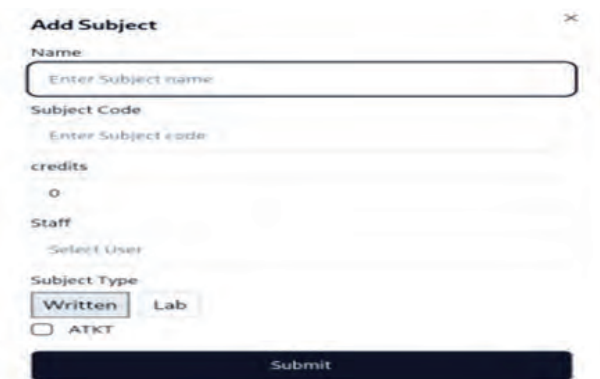 Add Subject
Name
Enter Subject name
Subject Code
Enter Subject code
credits
0
Staff
Select User
Subject Type
Written Lab
ATKT
Submit